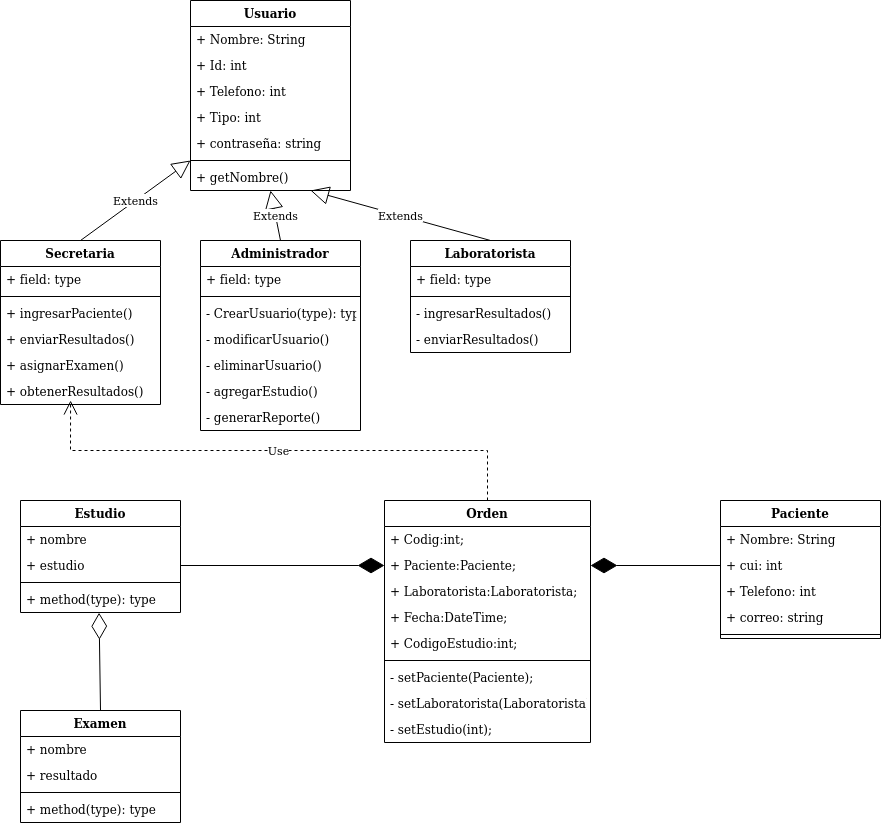 Usuario
+ Nombre: String
+ Id: int
+ Telefono: int
+ Tipo: int
+ contraseña: string
+ getNombre()
Extends
Extends
Extends
Secretaria
+ field: type
+ ingresarPaciente()
+ enviarResultados()
+ asignarExamen()
+ obtenerResultados()
Administrador
+ field: type
- CrearUsuario(type): typ
- modificarUsuario()
- eliminarUsuario()
- agregarEstudio()
- generarReporte()
Laboratorista
+ field: type
- ingresarResultados()
- enviarResultados()
Use
Estudio
+ nombre
+ estudio
+ method(type): type
Orden
+ Codig:int;
+ Paciente:Paciente;
+ Laboratorista:Laboratorista;
+ Fecha:DateTime;
+ CodigoEstudio:int;
- setPaciente(Paciente);
- setLaboratorista(Laboratorista
- setEstudio(int);
Paciente
+ Nombre: String
+ cui: int
+ Telefono: int
+ correo: string
Examen
+ nombre
+ resultado
+ method(type): type